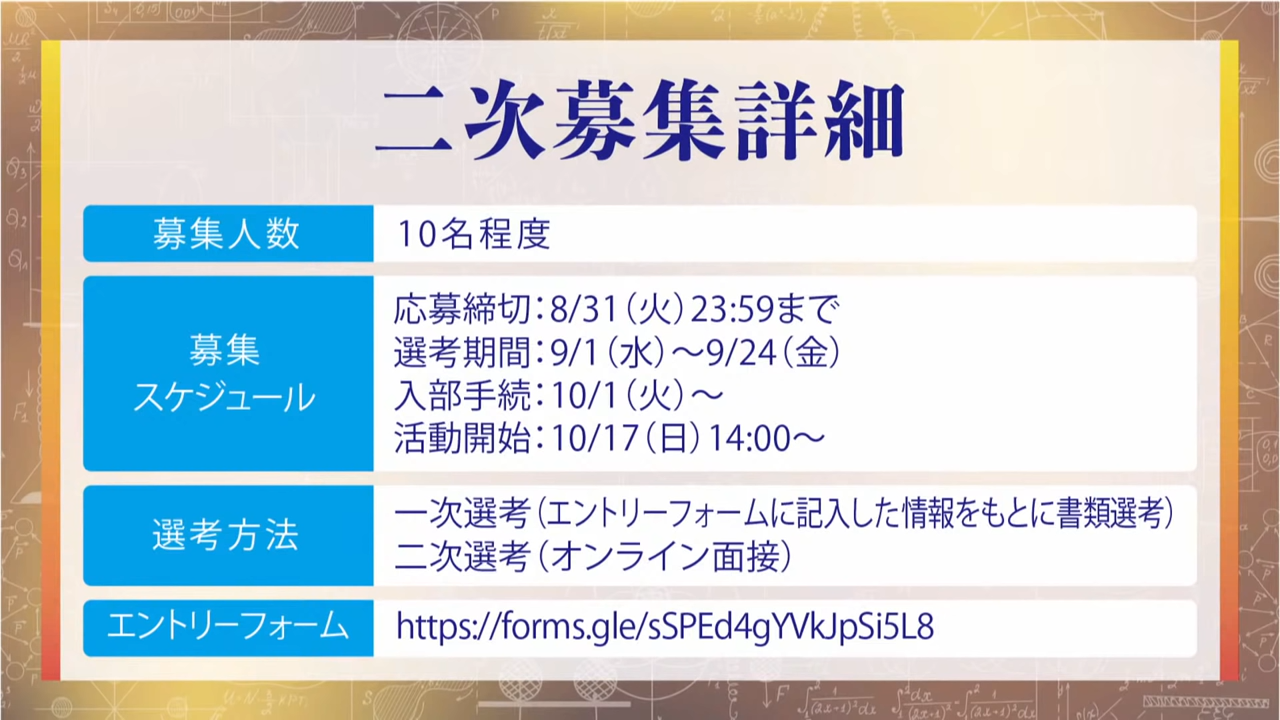 二次募集詳細
募集人数
10名程度
募集
スケジュール
応募締切：8/31（火）23:59まで
選考期間：9/1（水）〜9/24（金）
入部手続：10/1（火）〜
活動開始：10/17（日）14:00〜
選考方法
一次選考（エントリーフォームに記入した情報をもとに書類選考）
二次選考（オンライン面接）
エントリーフォーム
https://forms.gle/sSPEd4gYVkJpSi5L8